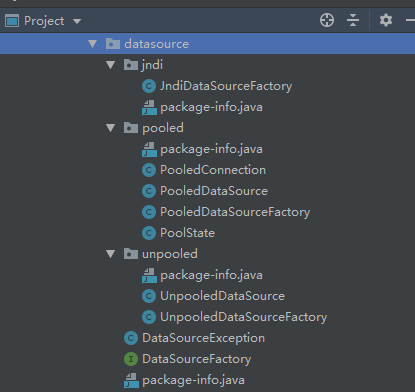 Project
datasource
jndi
JndiDataSourceFactory
package-info.java
pooled
package-info.java
PooledConnection
PooledDataSource
PooledDataSourceFactory
PoolState
unpooled
package-info.java
UnpooledDataSource
UnpooledDataSourceFactory
DataSourceException
DataSourceFactory
package-info.java